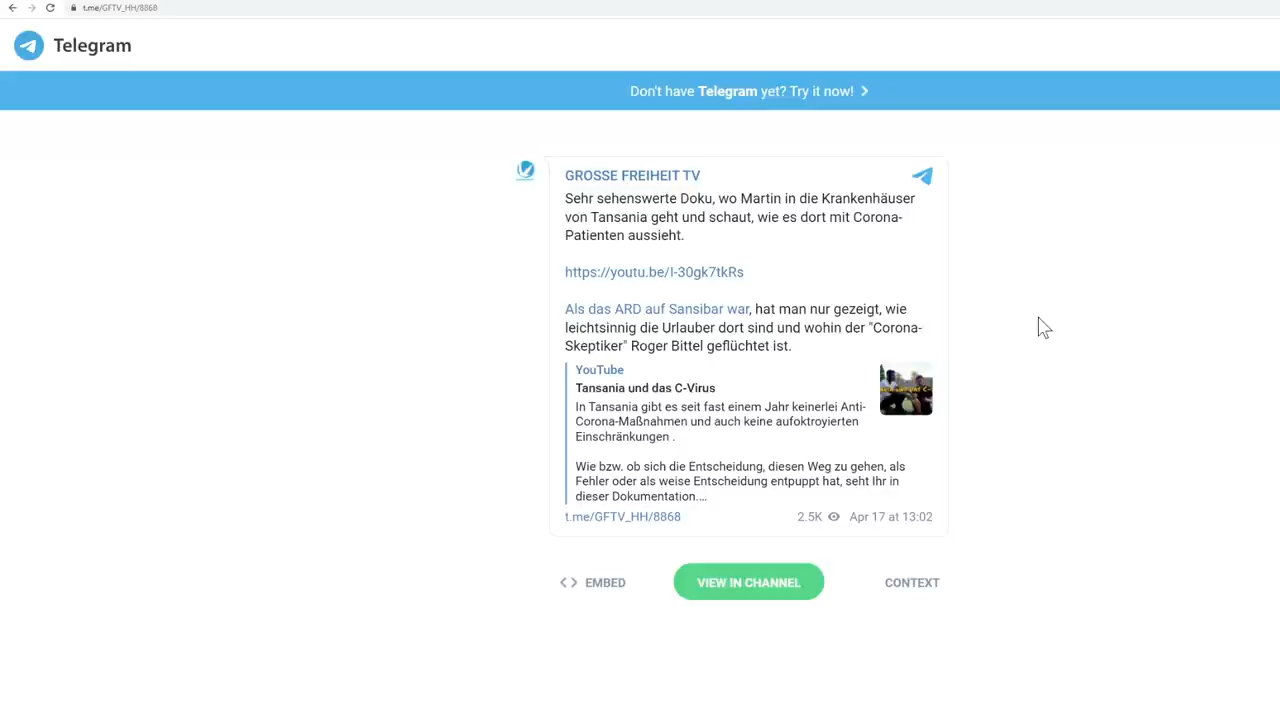 t.me/GFTV_HH/8868
Telegram
Don't have Telegram yet? Try it now!
GROSSE FREIHEIT TV
Sehr sehenswerte Doku, wo Martin in die Krankenhäuser
von Tansania geht und schaut, wie es dort mit Corona-
Patienten aussieht.
https://youtu.be/I-30gk7tkRs
Als das ARD auf Sansibar war, hat man nur gezeigt, wie
leichtsinnig die Urlauber dort sind und wohin der "Corona-
Skeptiker" Roger Bittel geflüchtet ist.
YouTube
Tansania und das C-Virus
In Tansania gibt es seit fast einem Jahr keinerlei Anti-
Corona-Maßnahmen und auch keine aufoktroyierten
Einschränkungen .
Wie bzw. ob sich die Entscheidung, diesen Weg zu gehen, als
Fehler oder als weise Entscheidung entpuppt hat, seht Ihr in
dieser Dokumentation....
t.me/GFTV_HH/8868 2.5K Apr 17 at 13:02
EMBED VIEW IN CHANNEL CONTEXT